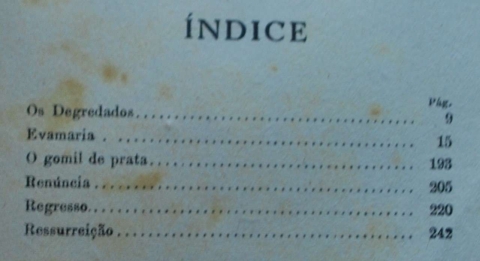 ÍNDICE
Pág.
Os Degredados........................................ 9
Evamaria . ........................................ 15
O gomil de prata..................................... 193
Renúncia ............................................ 205
Regresso............................................. 220
Ressurreição......................................... 242